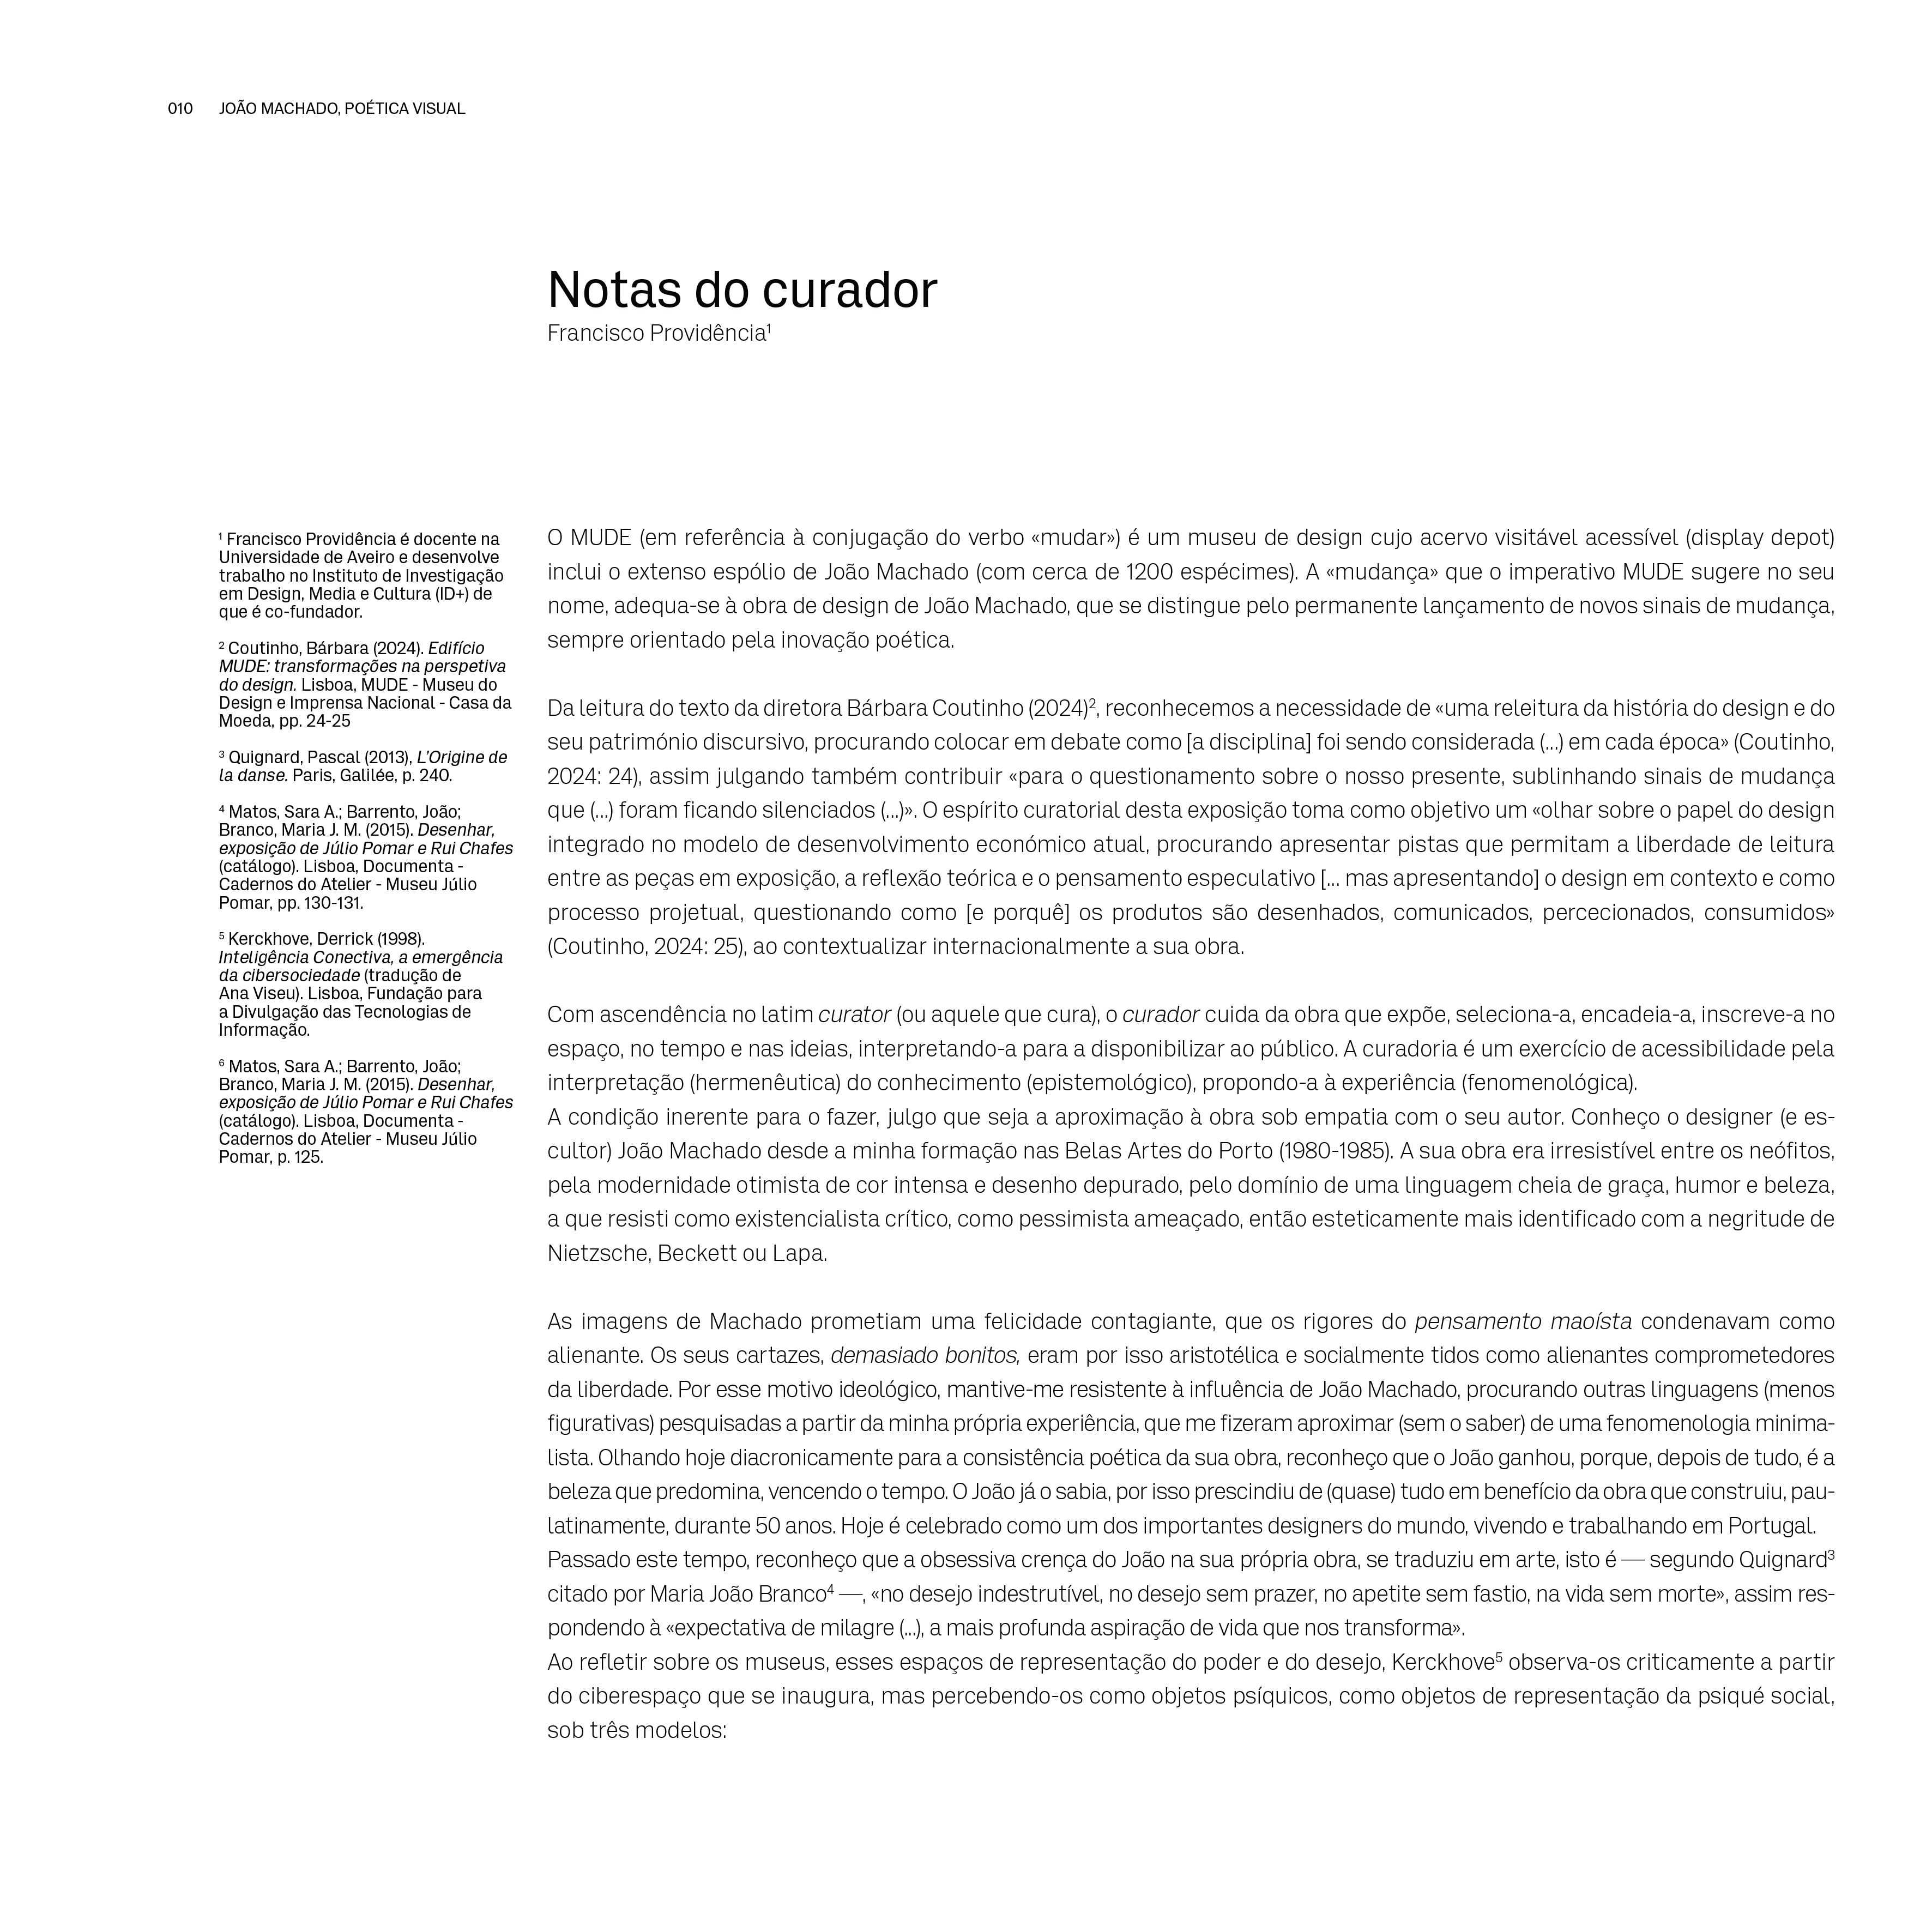 010 JOÃO MACHADO, POÉTICA VISUAL
Notas do curador
Francisco Providência¹
¹ Francisco Providência é docente na
Universidade de Aveiro e desenvolve
trabalho no Instituto de Investigação
em Design, Media e Cultura (ID+) de
que é co-fundador.
² Coutinho, Bárbara (2024). Edifício
MUDE: transformações na perspetiva
do design. Lisboa, MUDE - Museu do
Design e Imprensa Nacional - Casa da
Moeda, pp. 24-25
³ Quignard, Pascal (2013), L'Origine de
la danse. Paris, Galilée, p. 240.
⁴ Matos, Sara A.; Barrento, João;
Branco, Maria J. M. (2015). Desenhar,
exposição de Júlio Pomar e Rui Chafes
(catálogo). Lisboa, Documenta -
Cadernos do Atelier - Museu Júlio
Pomar, pp. 130-131.
⁵ Kerckhove, Derrick (1998).
Inteligência Conectiva, a emergência
da cibersociedade (tradução de
Ana Viseu). Lisboa, Fundação para
a Divulgação das Tecnologias de
Informação.
⁶ Matos, Sara A.; Barrento, João;
Branco, Maria J. M. (2015). Desenhar,
exposição de Júlio Pomar e Rui Chafes
(catálogo). Lisboa, Documenta -
Cadernos do Atelier - Museu Júlio
Pomar, p. 125.
O MUDE (em referência à conjugação do verbo «mudar») é um museu de design cujo acervo visitável acessível (display depot)
inclui o extenso espólio de João Machado (com cerca de 1200 espécimes). A «mudança» que o imperativo MUDE sugere no seu
nome, adequa-se à obra de design de João Machado, que se distingue pelo permanente lançamento de novos sinais de mudança,
sempre orientado pela inovação poética.
Da leitura do texto da diretora Bárbara Coutinho (2024)², reconhecemos a necessidade de «uma releitura da história do design e do
seu património discursivo, procurando colocar em debate como [a disciplina] foi sendo considerada (...) em cada época» (Coutinho,
2024: 24), assim julgando também contribuir «para o questionamento sobre o nosso presente, sublinhando sinais de mudança
que (...) foram ficando silenciados (...)». O espírito curatorial desta exposição toma como objetivo um «olhar sobre o papel do design
integrado no modelo de desenvolvimento económico atual, procurando apresentar pistas que permitam a liberdade de leitura
entre as peças em exposição, a reflexão teórica e o pensamento especulativo [... mas apresentando] o design em contexto e como
processo projetual, questionando como [e porquê] os produtos são desenhados, comunicados, percecionados, consumidos»
(Coutinho, 2024: 25), ao contextualizar internacionalmente a sua obra.
Com ascendência no latim curator (ou aquele que cura), o curador cuida da obra que expõe, seleciona-a, encadeia-a, inscreve-a no
espaço, no tempo e nas ideias, interpretando-a para a disponibilizar ao público. A curadoria é um exercício de acessibilidade pela
interpretação (hermenêutica) do conhecimento (epistemológico), propondo-a à experiência (fenomenológica).
A condição inerente para o fazer, julgo que seja a aproximação à obra sob empatia com o seu autor. Conheço o designer (e es-
cultor) João Machado desde a minha formação nas Belas Artes do Porto (1980-1985). A sua obra era irresistível entre os neófitos,
pela modernidade otimista de cor intensa e desenho depurado, pelo domínio de uma linguagem cheia de graça, humor e beleza,
a que resisti como existencialista crítico, como pessimista ameaçado, então esteticamente mais identificado com a negritude de
Nietzsche, Beckett ou Lapa.
As imagens de Machado prometiam uma felicidade contagiante, que os rigores do pensamento maoísta condenavam como
alienante. Os seus cartazes, demasiado bonitos, eram por isso aristotélica e socialmente tidos como alienantes comprometedores
da liberdade. Por esse motivo ideológico, mantive-me resistente à influência de João Machado, procurando outras linguagens (menos
figurativas) pesquisadas a partir da minha própria experiência, que me fizeram aproximar (sem o saber) de uma fenomenologia minima-
lista. Olhando hoje diacronicamente para a consistência poética da sua obra, reconheço que o João ganhou, porque, depois de tudo, é a
beleza que predomina, vencendo o tempo. O João já o sabia, por isso prescindiu de (quase) tudo em benefício da obra que construiu, pau-
latinamente, durante 50 anos. Hoje é celebrado como um dos importantes designers do mundo, vivendo e trabalhando em Portugal.
Passado este tempo, reconheço que a obsessiva crença do João na sua própria obra, se traduziu em arte, isto é — segundo Quignard³
citado por Maria João Branco⁴ —, «no desejo indestrutível, no desejo sem prazer, no apetite sem fastio, na vida sem morte», assim res-
pondendo à «expectativa de milagre (...), a mais profunda aspiração de vida que nos transforma».
Ao refletir sobre os museus, esses espaços de representação do poder e do desejo, Kerckhove⁵ observa-os criticamente a partir
do ciberespaço que se inaugura, mas percebendo-os como objetos psíquicos, como objetos de representação da psiqué social,
sob três modelos: